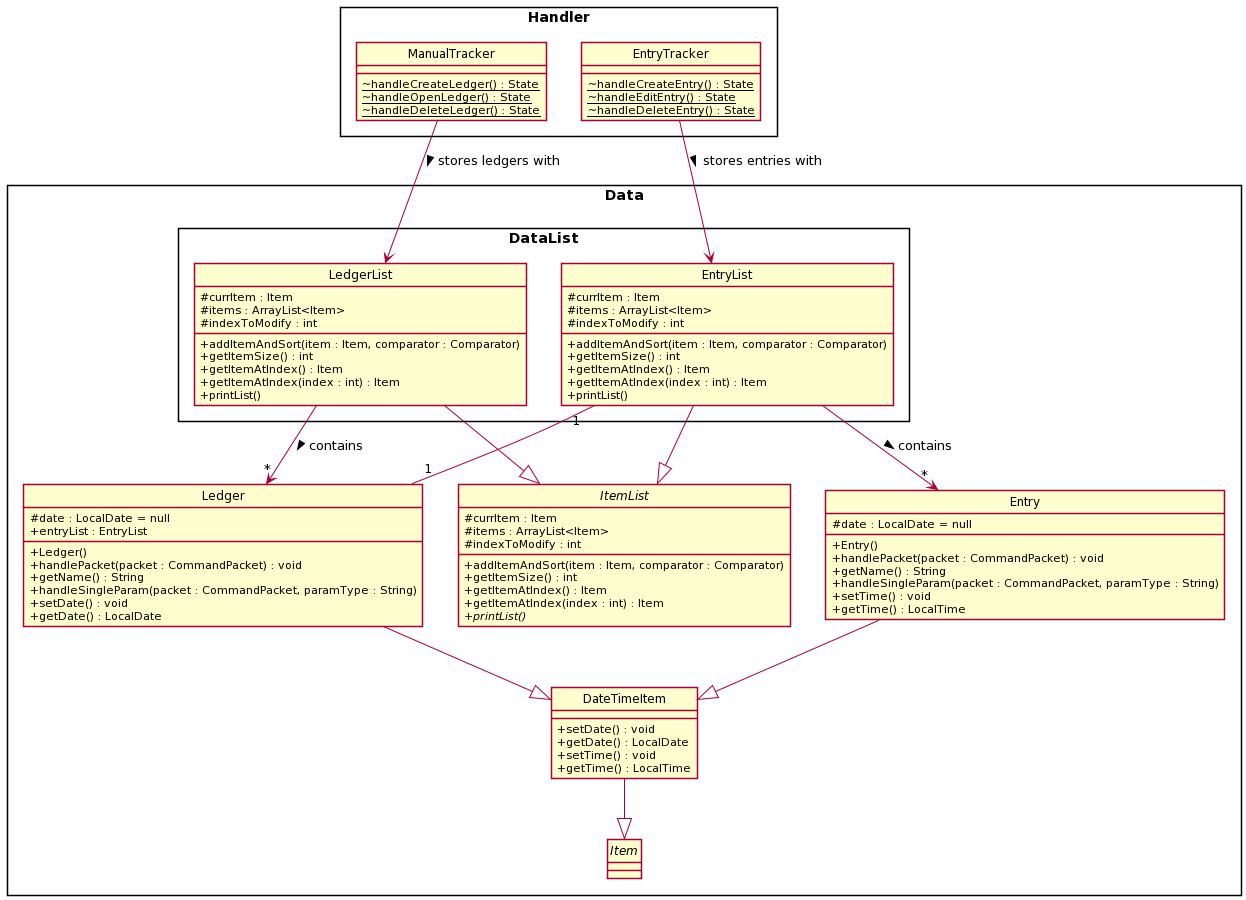 Handler
ManualTracker
~handleCreateLedger() : State
~handleOpenLedger() : State
~handleDeleteLedger() : State
EntryTracker
~handleCreateEntry() : State
~handleEditEntry() : State
~handleDeleteEntry() : State
stores ledgers with
stores entries with
Data
DataList
LedgerList
#currItem : Item
#items : ArrayList<Item>
#indexToModify : int
+addItemAndSort(item : Item, comparator : Comparator)
+getItemSize() : int
+getItemAtIndex() : Item
+getItemAtIndex(index : int) : Item
+printList()
EntryList
#currItem : Item
#items : ArrayList<Item>
#indexToModify : int
+addItemAndSort(item : Item, comparator : Comparator)
+getItemSize() : int
+getItemAtIndex() : Item
+getItemAtIndex(index : int) : Item
+printList()
1
contains
contains
*
1
*
Ledger
#date : LocalDate = null
+entryList : EntryList
+Ledger()
+handlePacket(packet : CommandPacket) : void
+getName() : String
+handleSingleParam(packet : CommandPacket, paramType : String)
+setDate() : void
+getDate() : LocalDate
ItemList
#currItem : Item
#items : ArrayList<Item>
#indexToModify : int
+addItemAndSort(item : Item, comparator : Comparator)
+getItemSize() : int
+getItemAtIndex() : Item
+getItemAtIndex(index : int) : Item
+printList()
Entry
#date : LocalDate = null
+Entry()
+handlePacket(packet : CommandPacket) : void
+getName() : String
+handleSingleParam(packet : CommandPacket, paramType : String)
+setTime() : void
+getTime() : LocalTime
DateTimeItem
+setDate() : void
+getDate() : LocalDate
+setTime() : void
+getTime() : LocalTime
Item